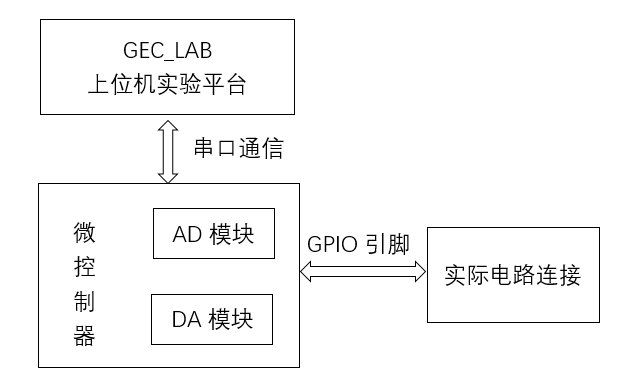 GEC_LAB
上位机实验平台
串口通信
微控制器
AD 模块
DA 模块
GPIO 引脚
实际电路连接